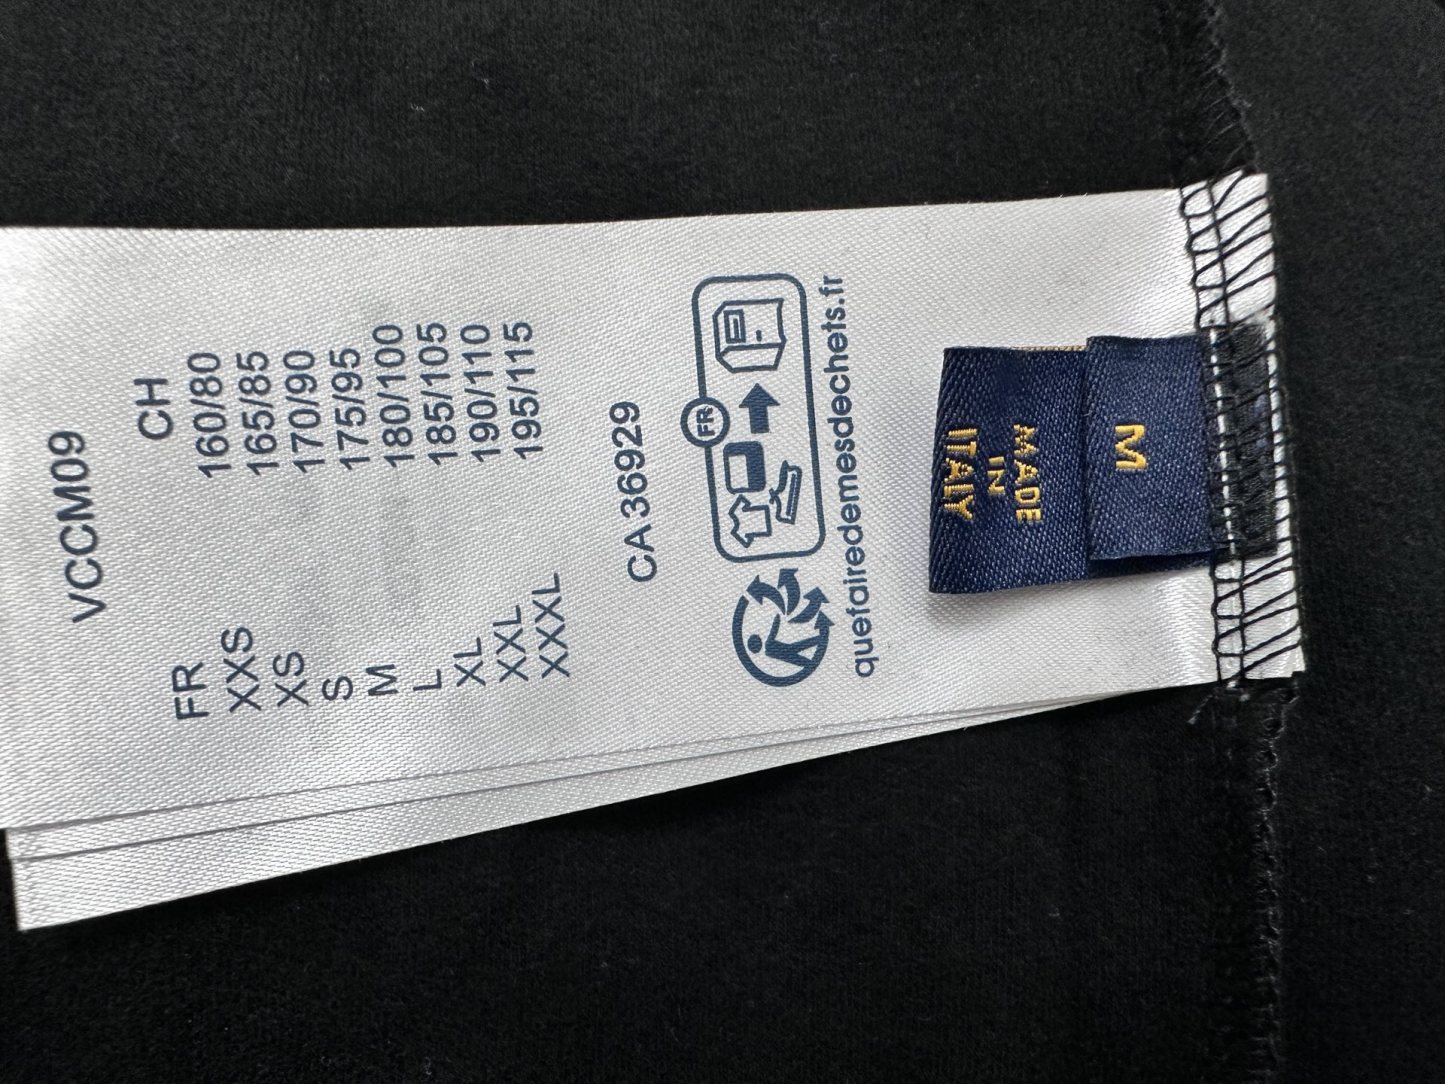 VCCM09
FR CH
XXS 160/80
XS 165/85
S 170/90
M 175/95
L 180/100
XL 185/105
XXL 190/110
XXXL 195/115
CA 36929
FR
quefairedemesdechets.fr
MADE
IN
ITALY
M